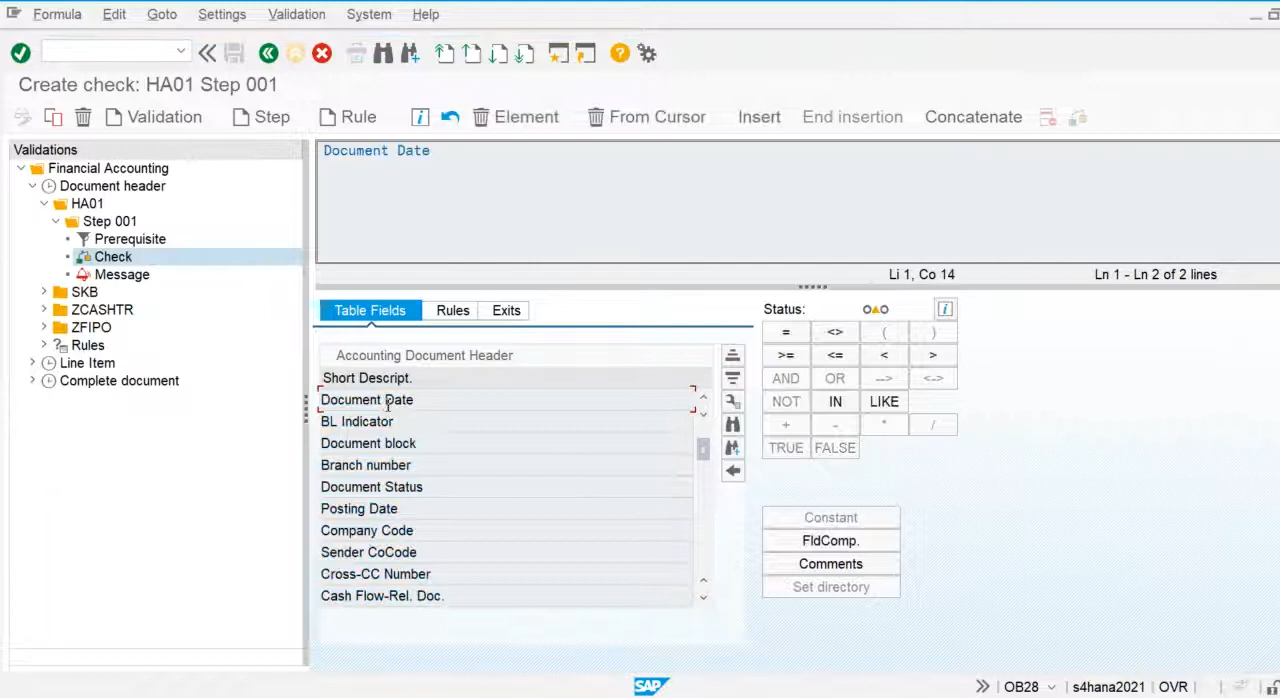 Formula Edit Goto Settings Validation System Help
Create check: HA01 Step 001
Validation Step Rule Element From Cursor Insert End insertion Concatenate
Validations
Financial Accounting
Document header
HA01
Step 001
Prerequisite
Check
Message
SKB
ZCASHTR
ZFIPO
Rules
Line Item
Complete document
Document Date
Li 1, Co 14 Ln 1 - Ln 2 of 2 lines
Table Fields Rules Exits
Accounting Document Header
Short Descript.
Document Date
BL Indicator
Document block
Branch number
Document Status
Posting Date
Company Code
Sender CoCode
Cross-CC Number
Cash Flow-Rel. Doc.
Status:
= <> ( )
>= <= < >
AND OR --> <->
NOT IN LIKE
+ - * /
TRUE FALSE
Constant
FldComp.
Comments
Set directory
SAP OB28 s4hana2021 OVR